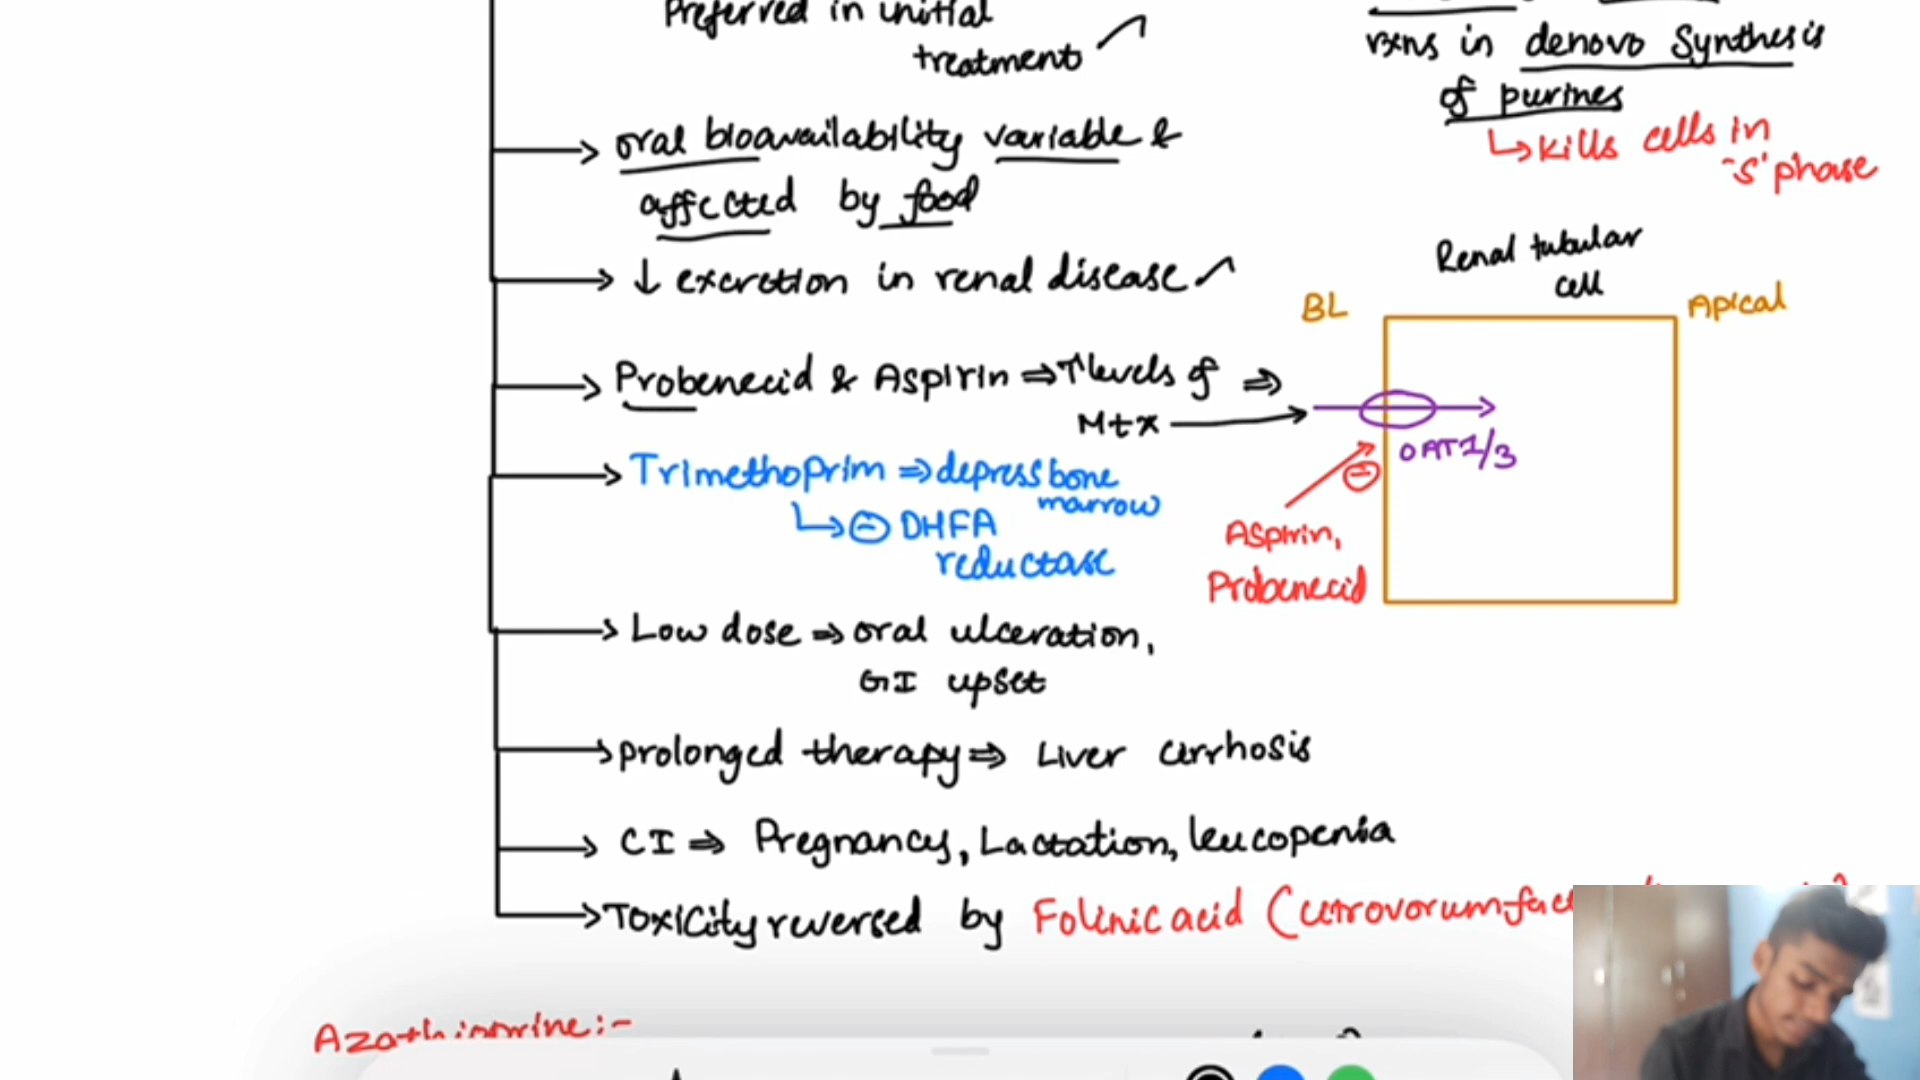 Preferred in initial
treatment
rxns in denovo Synthesis
of purines
↳ kills cells in
's' phase
→ oral bioavailability variable &
affected by food
→ ↓ excretion in renal disease
Renal tubular
cell
BL
Apical
→ Probenecid & Aspirin ⇒ ↑levels of ⇒
Mtx →
OAT1/3
→ Trimethoprim ⇒ depress bone
marrow
↳ ⊖ DHFA
reductase
⊖
Aspirin,
Probenecid
→ Low dose ⇒ oral ulceration,
GI upset
→ prolonged therapy ⇒ Liver cirrhosis
→ CI ⇒ Pregnancy, Lactation, leucopenia
→ Toxicity reversed by Folinic acid (citrovorum fac
Azathioprine:-